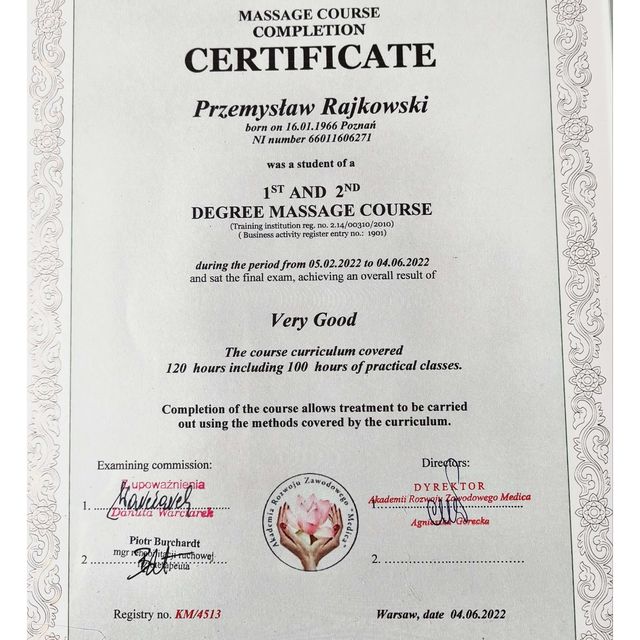 MASSAGE COURSE
COMPLETION
CERTIFICATE
Przemysław Rajkowski
born on 16.01.1966 Poznań
NI number 66011606271
was a student of a
1ST AND 2ND
DEGREE MASSAGE COURSE
(Training institution reg. no. 2.14/00310/2010)
( Business activity register entry no.: 1901)
during the period from 05.02.2022 to 04.06.2022
and sat the final exam, achieving an overall result of
Very Good
The course curriculum covered
120 hours including 100 hours of practical classes.
Completion of the course allows treatment to be carried
out using the methods covered by the curriculum.
Examining commission:
Z upoważnienia
1.
Danuta Warciarek
Piotr Burchardt
mgr rehabilitacji ruchowej
2.
Directors:
DYREKTOR
Akademii Rozwoju Zawodowego Medica
1.
Agnieszka Górecka
2.
Akademia Rozwoju Zawodowego "Medica"
Registry no. KM/4513
Warsaw, date 04.06.2022